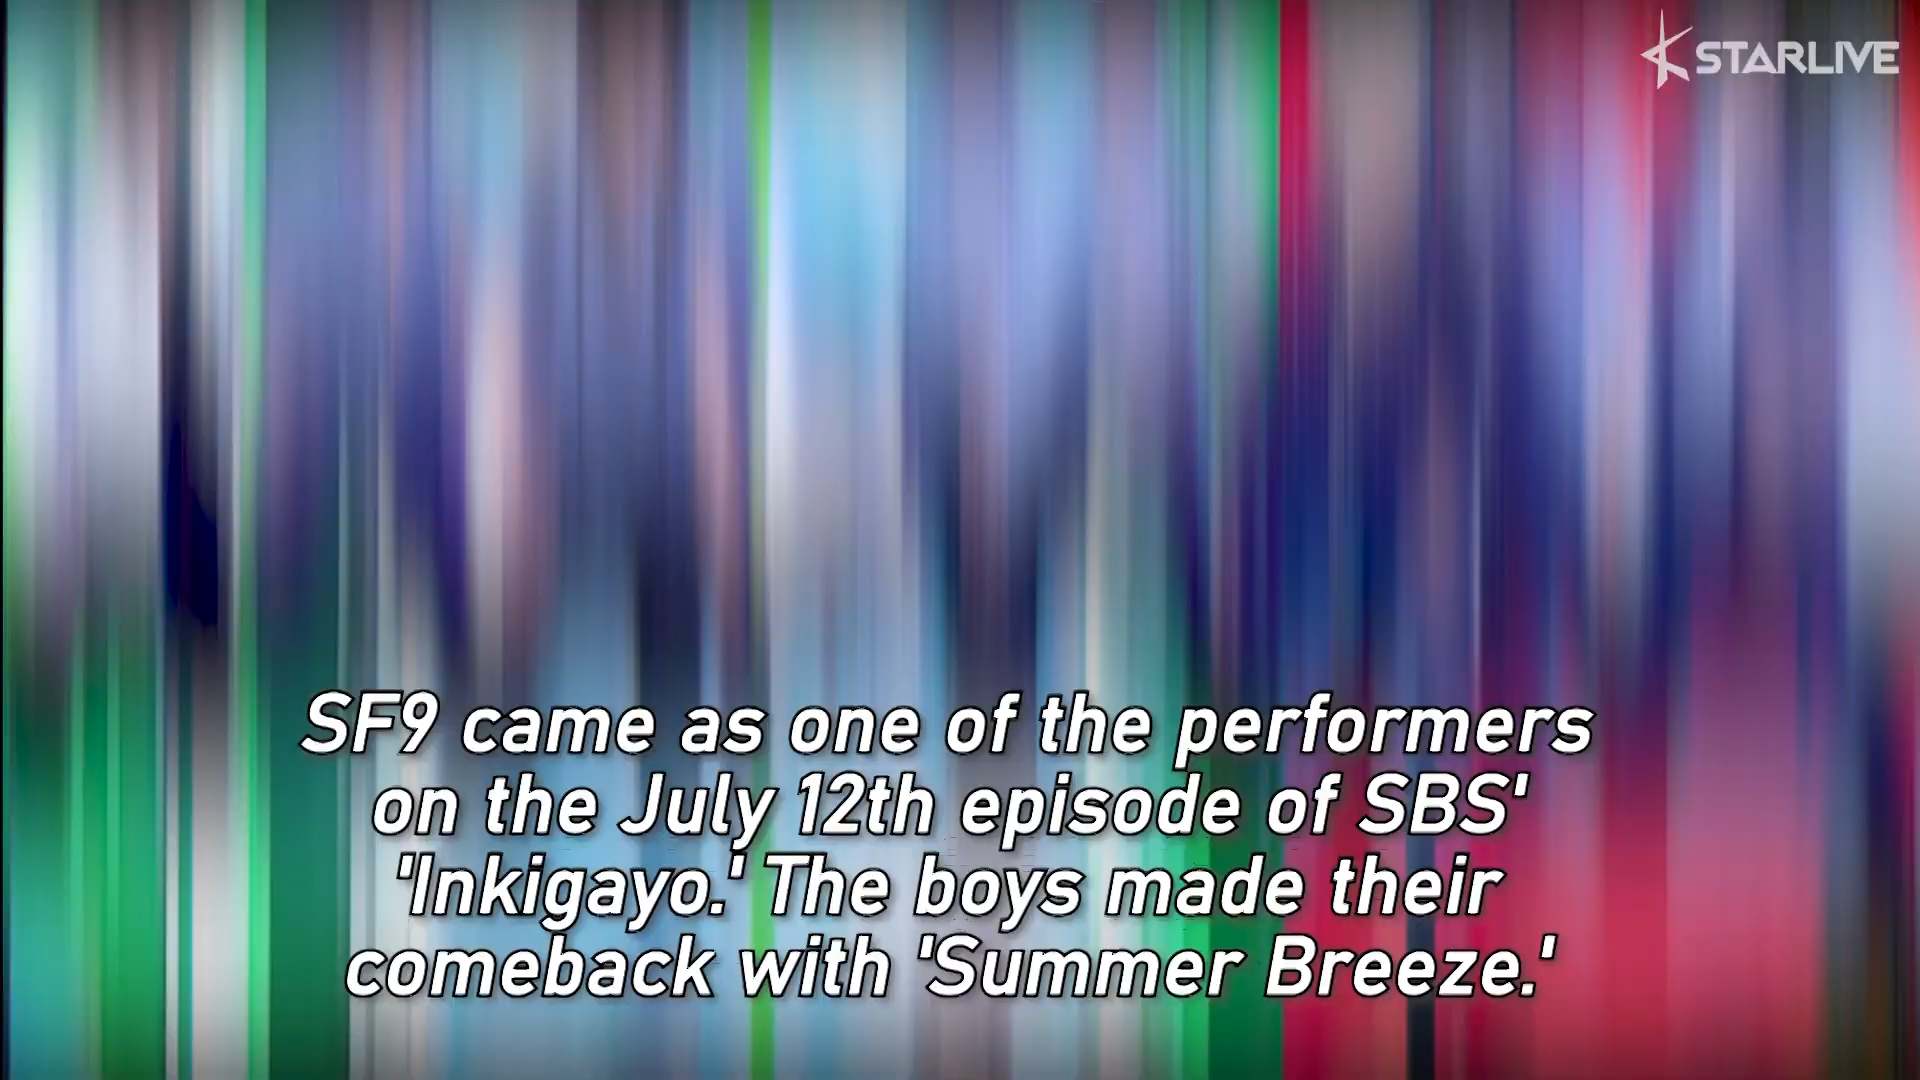 STARLIVE
SF9 came as one of the performers
on the July 12th episode of SBS'
'Inkigayo.' The boys made their
comeback with 'Summer Breeze.'